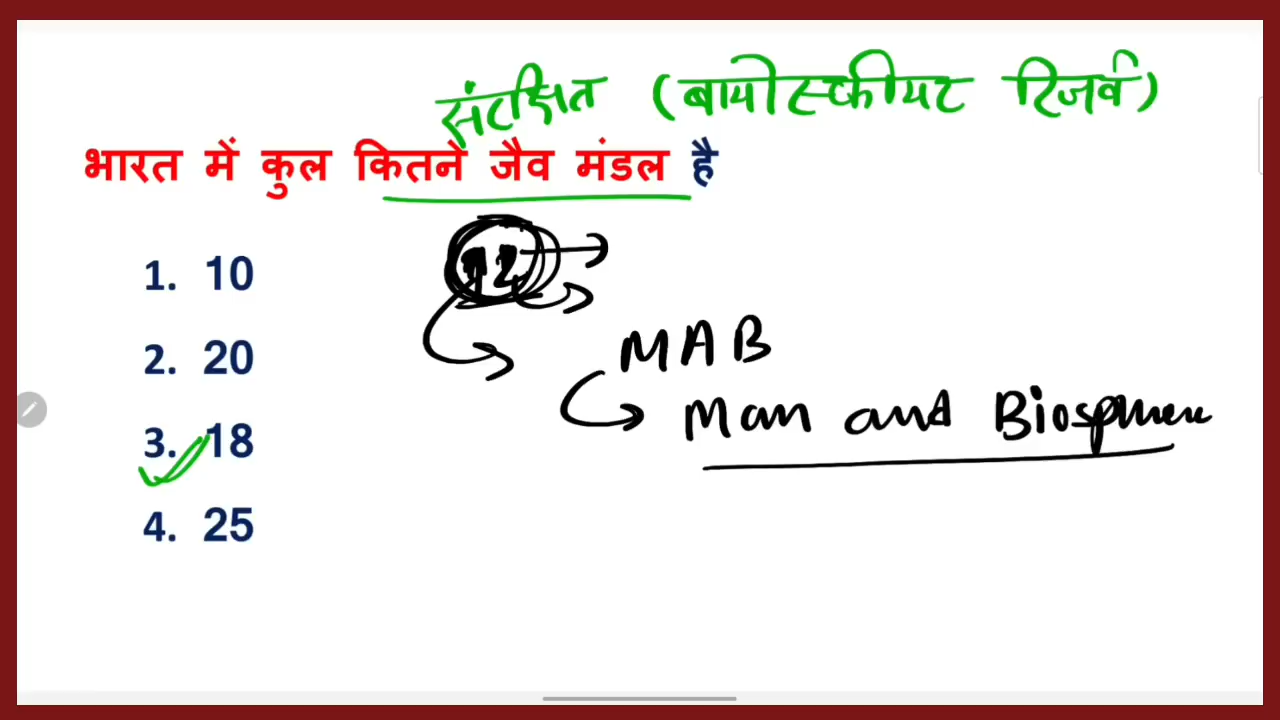 संरक्षित (बायोस्फीयर रिजर्व)
भारत में कुल कितने जैव मंडल है
1. 10
12
2. 20
MAB
Man and Biosphere
3. 18
4. 25